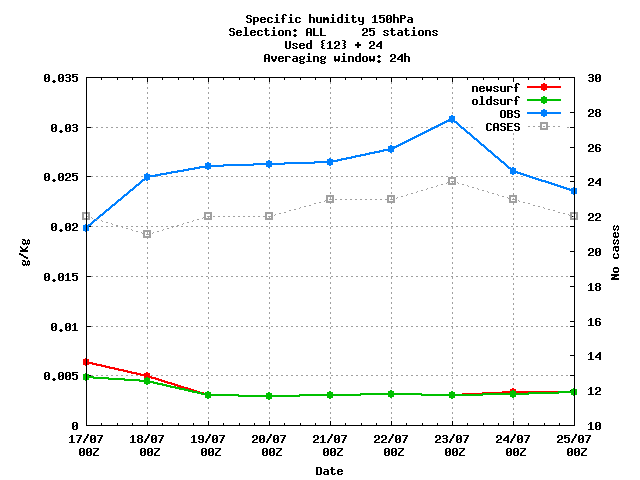 Specific humidity 150hPa
Selection: ALL     25 stations
Used {12} + 24
Averaging window: 24h
newsurf
oldsurf
OBS
CASES
0.035
0.03
0.025
0.02
0.015
0.01
0.005
0
g/Kg
30
28
26
24
22
20
18
16
14
12
10
No cases
17/07 18/07 19/07 20/07 21/07 22/07 23/07 24/07 25/07
00Z 00Z 00Z 00Z 00Z 00Z 00Z 00Z 00Z
Date